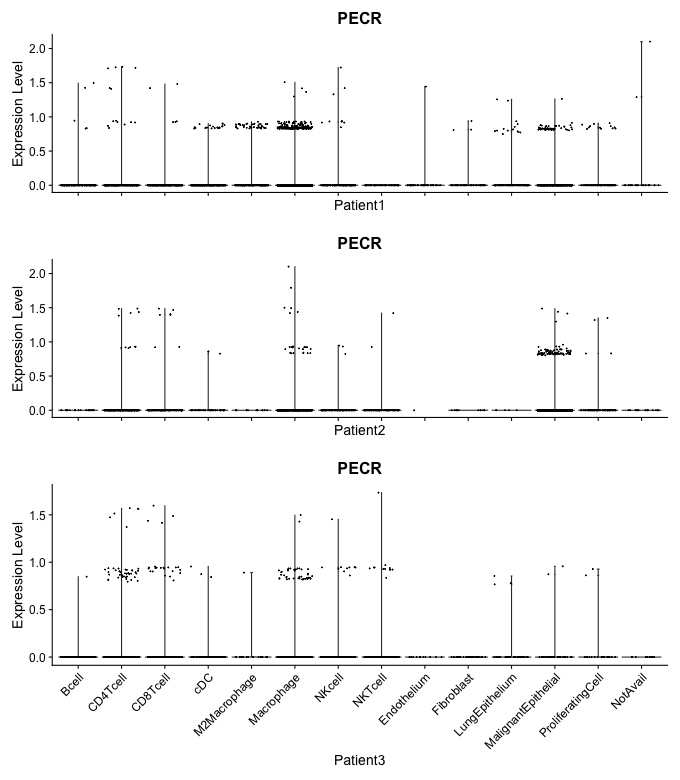 PECR
Expression Level
2.0
1.5
1.0
0.5
0.0
Patient1
PECR
Expression Level
2.0
1.5
1.0
0.5
0.0
Patient2
PECR
Expression Level
1.5
1.0
0.5
0.0
Bcell
CD4Tcell
CD8Tcell
cDC
M2Macrophage
Macrophage
NKcell
NKTcell
Endothelium
Fibroblast
LungEpithelium
MalignantEpithelial
ProliferatingCell
NotAvail
Patient3